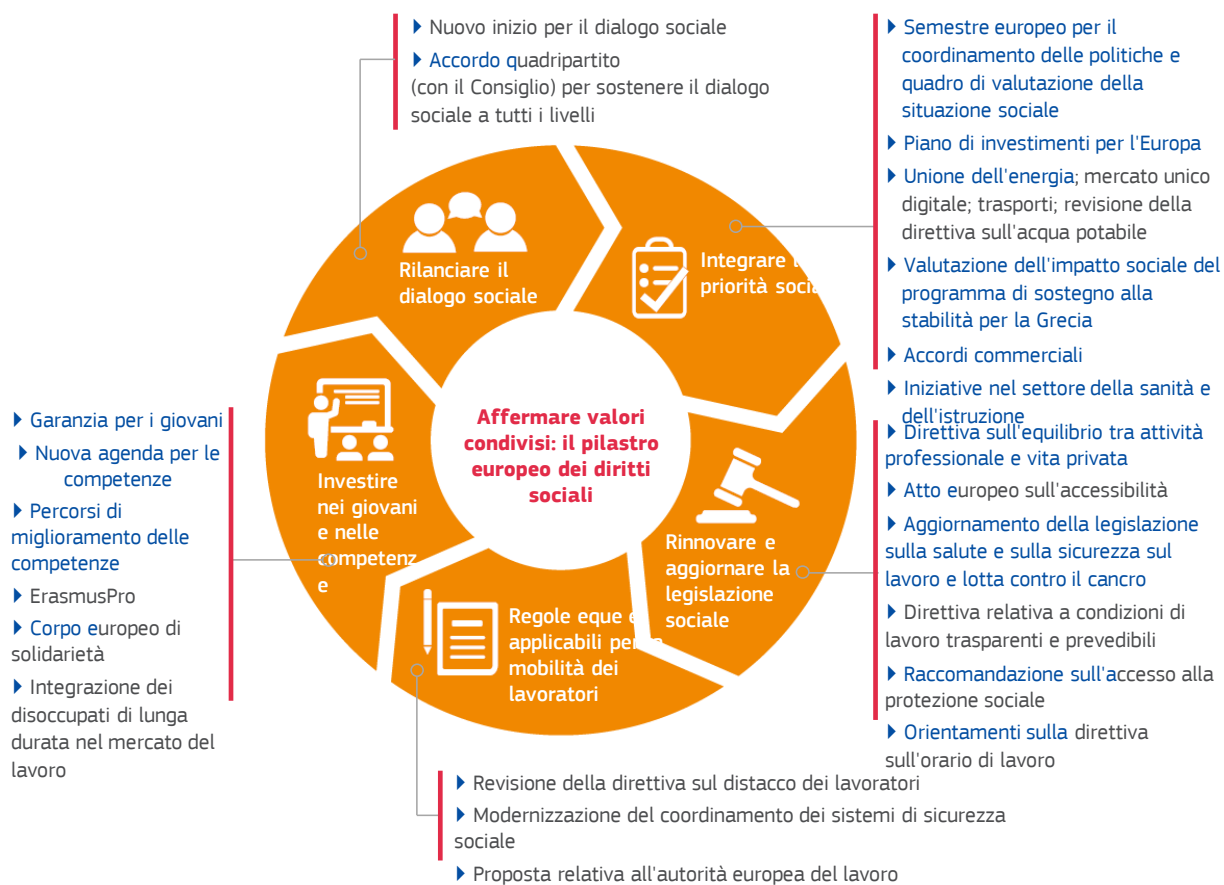 ▶ Nuovo inizio per il dialogo sociale
▶ Accordo quadripartito
(con il Consiglio) per sostenere il dialogo
sociale a tutti i livelli
▶ Semestre europeo per il
coordinamento delle politiche e
quadro di valutazione della
situazione sociale
▶ Piano di investimenti per l'Europa
▶ Unione dell'energia; mercato unico
digitale; trasporti; revisione della
direttiva sull'acqua potabile
▶ Valutazione dell'impatto sociale del
programma di sostegno alla
stabilità per la Grecia
▶ Accordi commerciali
▶ Iniziative nel settore della sanità e
dell'istruzione
Rilanciare il
dialogo sociale
Integrare l
priorità socia
Affermare valori
condivisi: il pilastro
europeo dei diritti
sociali
▶ Garanzia per i giovani
▶ Nuova agenda per le
competenze
▶ Percorsi di
miglioramento delle
competenze
▶ ErasmusPro
▶ Corpo europeo di
solidarietà
▶ Integrazione dei
disoccupati di lunga
durata nel mercato del
lavoro
Investire
nei giovani
e nelle
competenz
e
Rinnovare e
aggiornare la
legislazione
sociale
▶ Direttiva sull'equilibrio tra attività
professionale e vita privata
▶ Atto europeo sull'accessibilità
▶ Aggiornamento della legislazione
sulla salute e sulla sicurezza sul
lavoro e lotta contro il cancro
▶ Direttiva relativa a condizioni di
lavoro trasparenti e prevedibili
▶ Raccomandazione sull'accesso alla
protezione sociale
▶ Orientamenti sulla direttiva
sull'orario di lavoro
Regole eque e
applicabili per la
mobilità dei
lavoratori
▶ Revisione della direttiva sul distacco dei lavoratori
▶ Modernizzazione del coordinamento dei sistemi di sicurezza
sociale
▶ Proposta relativa all'autorità europea del lavoro